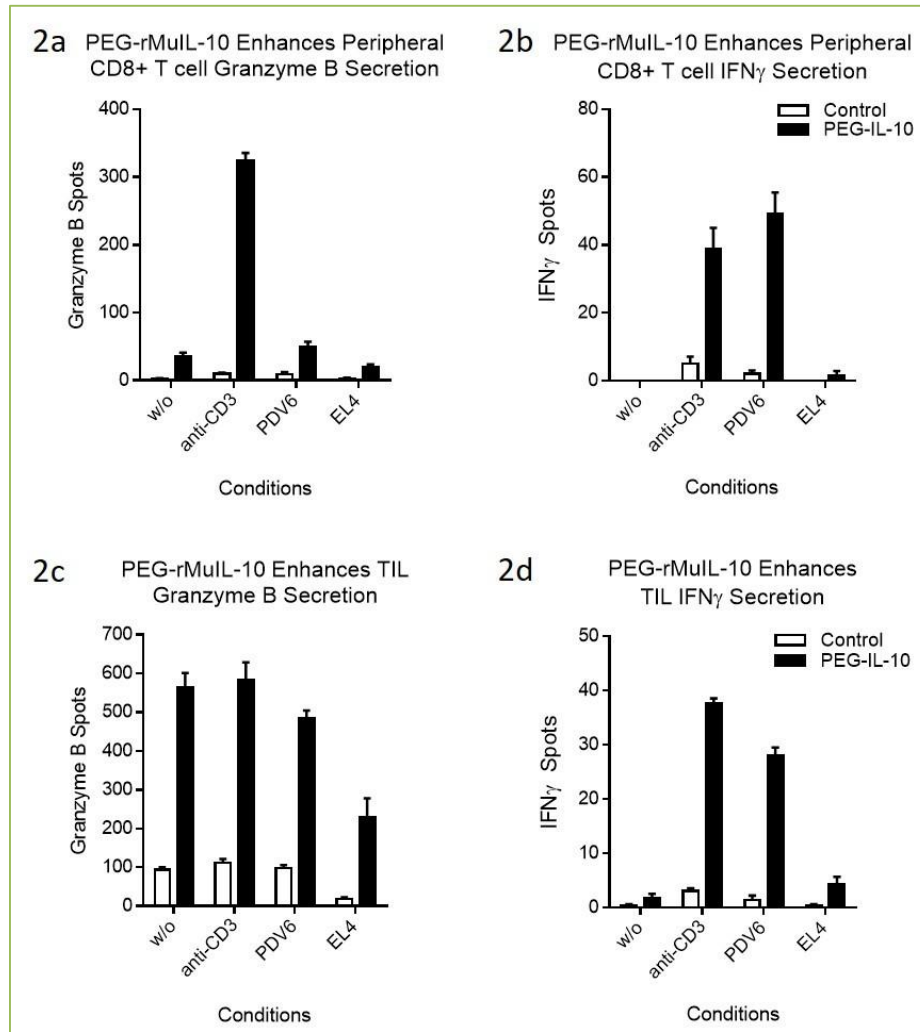 2a
PEG-rMuIL-10 Enhances Peripheral
CD8+ T cell Granzyme B Secretion
400
300
200
100
0
Granzyme B Spots
w/o
anti-CD3
PDV6
EL4
Conditions
2b
PEG-rMuIL-10 Enhances Peripheral
CD8+ T cell IFNγ Secretion
Control
PEG-IL-10
80
60
40
20
0
IFNγ Spots
w/o
anti-CD3
PDV6
EL4
Conditions
2c
PEG-rMuIL-10 Enhances TIL
Granzyme B Secretion
700
600
500
400
300
200
100
0
Granzyme B Spots
w/o
anti-CD3
PDV6
EL4
Conditions
2d
PEG-rMuIL-10 Enhances
TIL IFNγ Secretion
Control
PEG-IL-10
50
40
30
20
10
0
IFNγ Spots
w/o
anti-CD3
PDV6
EL4
Conditions